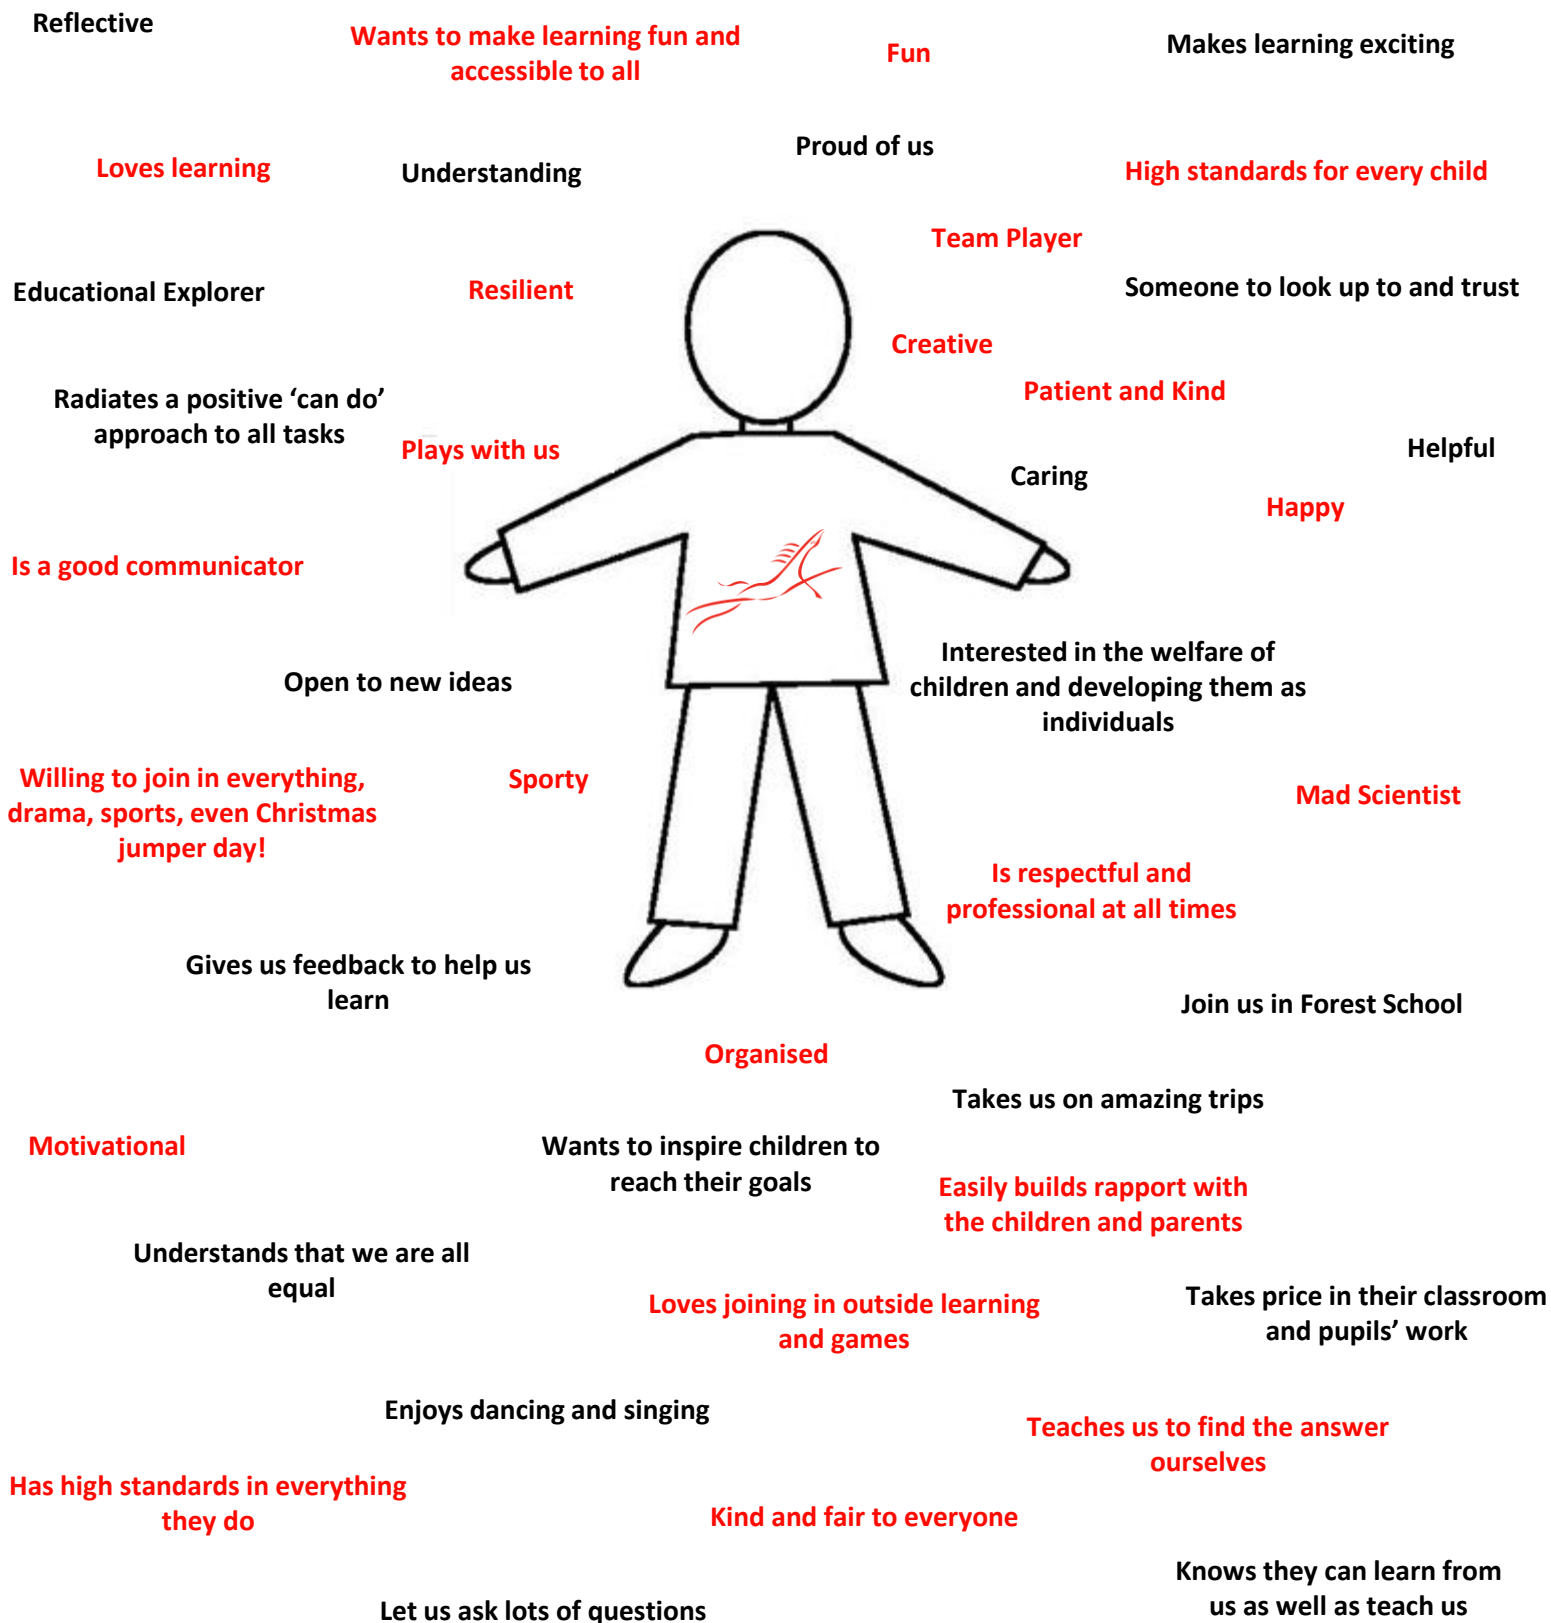 Reflective
Wants to make learning fun and
accessible to all
Fun
Makes learning exciting
Proud of us
Loves learning
Understanding
High standards for every child
Team Player
Educational Explorer
Resilient
Someone to look up to and trust
Creative
Radiates a positive ‘can do’
approach to all tasks
Patient and Kind
Plays with us
Helpful
Caring
Happy
Is a good communicator
Open to new ideas
Interested in the welfare of
children and developing them as
individuals
Willing to join in everything,
drama, sports, even Christmas
jumper day!
Sporty
Mad Scientist
Is respectful and
professional at all times
Gives us feedback to help us
learn
Join us in Forest School
Organised
Takes us on amazing trips
Motivational
Wants to inspire children to
reach their goals
Easily builds rapport with
the children and parents
Understands that we are all
equal
Loves joining in outside learning
and games
Takes price in their classroom
and pupils’ work
Enjoys dancing and singing
Teaches us to find the answer
ourselves
Has high standards in everything
they do
Kind and fair to everyone
Knows they can learn from
us as well as teach us
Let us ask lots of questions